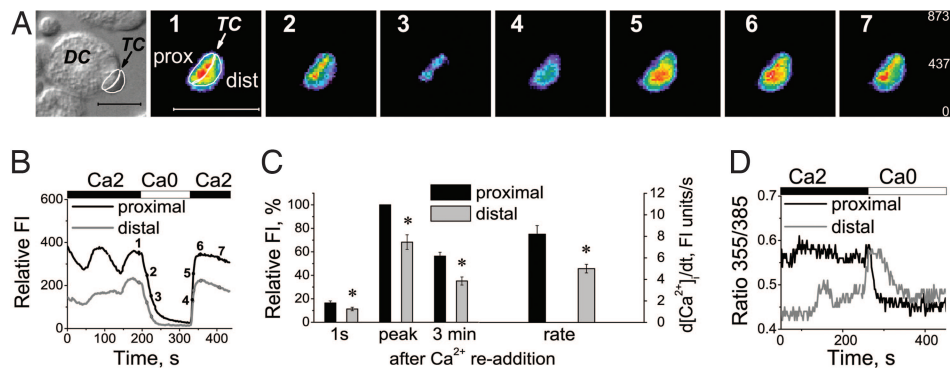 A
DC
TC
1
TC
prox
dist
2
3
4
5
6
7
873
437
0
B
Ca2
Ca0
Ca2
Relative FI
600
400
200
0
proximal
distal
1
2
3
4
5
6
7
0
200
400
Time, s
C
Relative FI, %
100
80
60
40
20
0
proximal
distal
*
*
*
*
1s
peak
3 min
rate
after Ca²⁺ re-addition
12
10
8
6
4
2
0
d[Ca²⁺]ᵢ/dt, FI units/s
D
Ca2
Ca0
Ratio 355/385
0.7
0.6
0.5
0.4
proximal
distal
0
200
400
Time, s